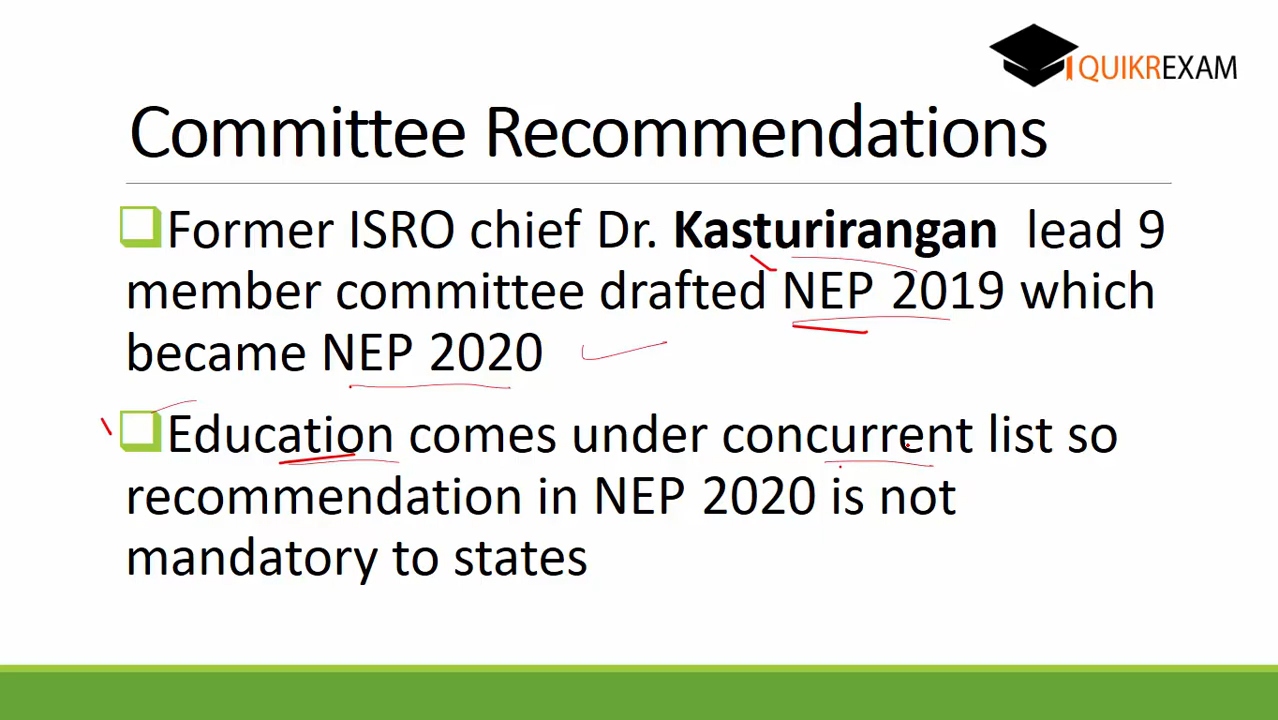 QUIKREXAM
Committee Recommendations
Former ISRO chief Dr. Kasturirangan lead 9
member committee drafted NEP 2019 which
became NEP 2020
Education comes under concurrent list so
recommendation in NEP 2020 is not
mandatory to states